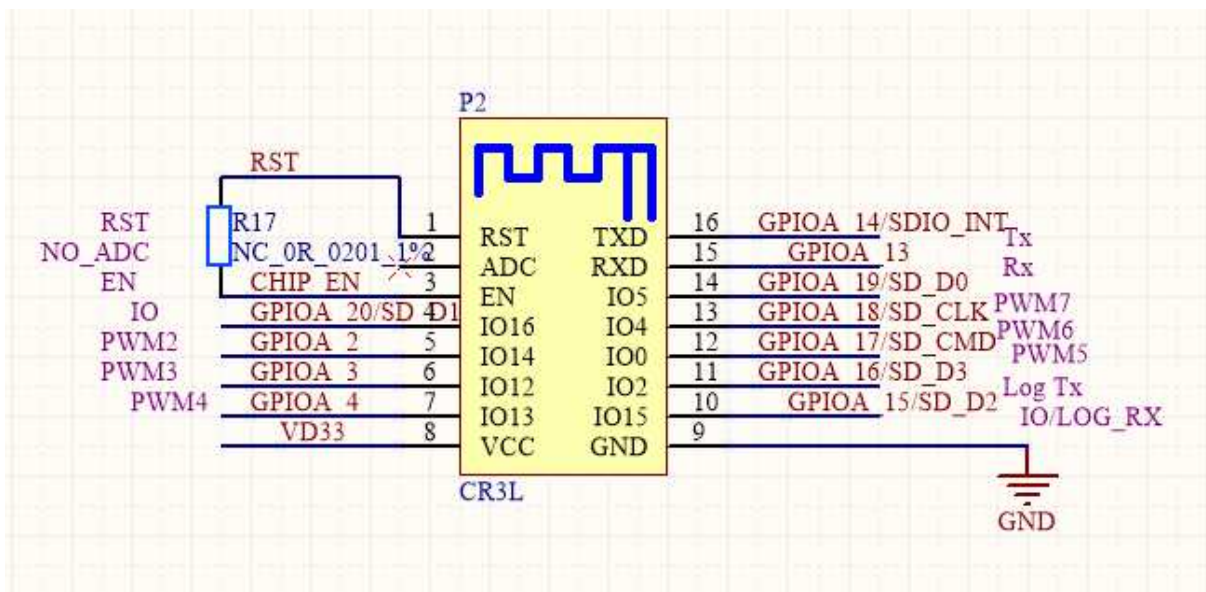 P2
RST
RST R17 1 RST TXD 16 GPIOA_14/SDIO_INT Tx
NO_ADC NC_0R_0201_1% 2 ADC RXD 15 GPIOA_13 Rx
EN CHIP_EN 3 EN IO5 14 GPIOA_19/SD_D0 PWM7
IO GPIOA_20/SD_D1 4 IO16 IO4 13 GPIOA_18/SD_CLK PWM6
PWM2 GPIOA_2 5 IO14 IO0 12 GPIOA_17/SD_CMD PWM5
PWM3 GPIOA_3 6 IO12 IO2 11 GPIOA_16/SD_D3 Log Tx
PWM4 GPIOA_4 7 IO13 IO15 10 GPIOA_15/SD_D2 IO/LOG_RX
VD33 8 VCC GND 9
CR3L
GND